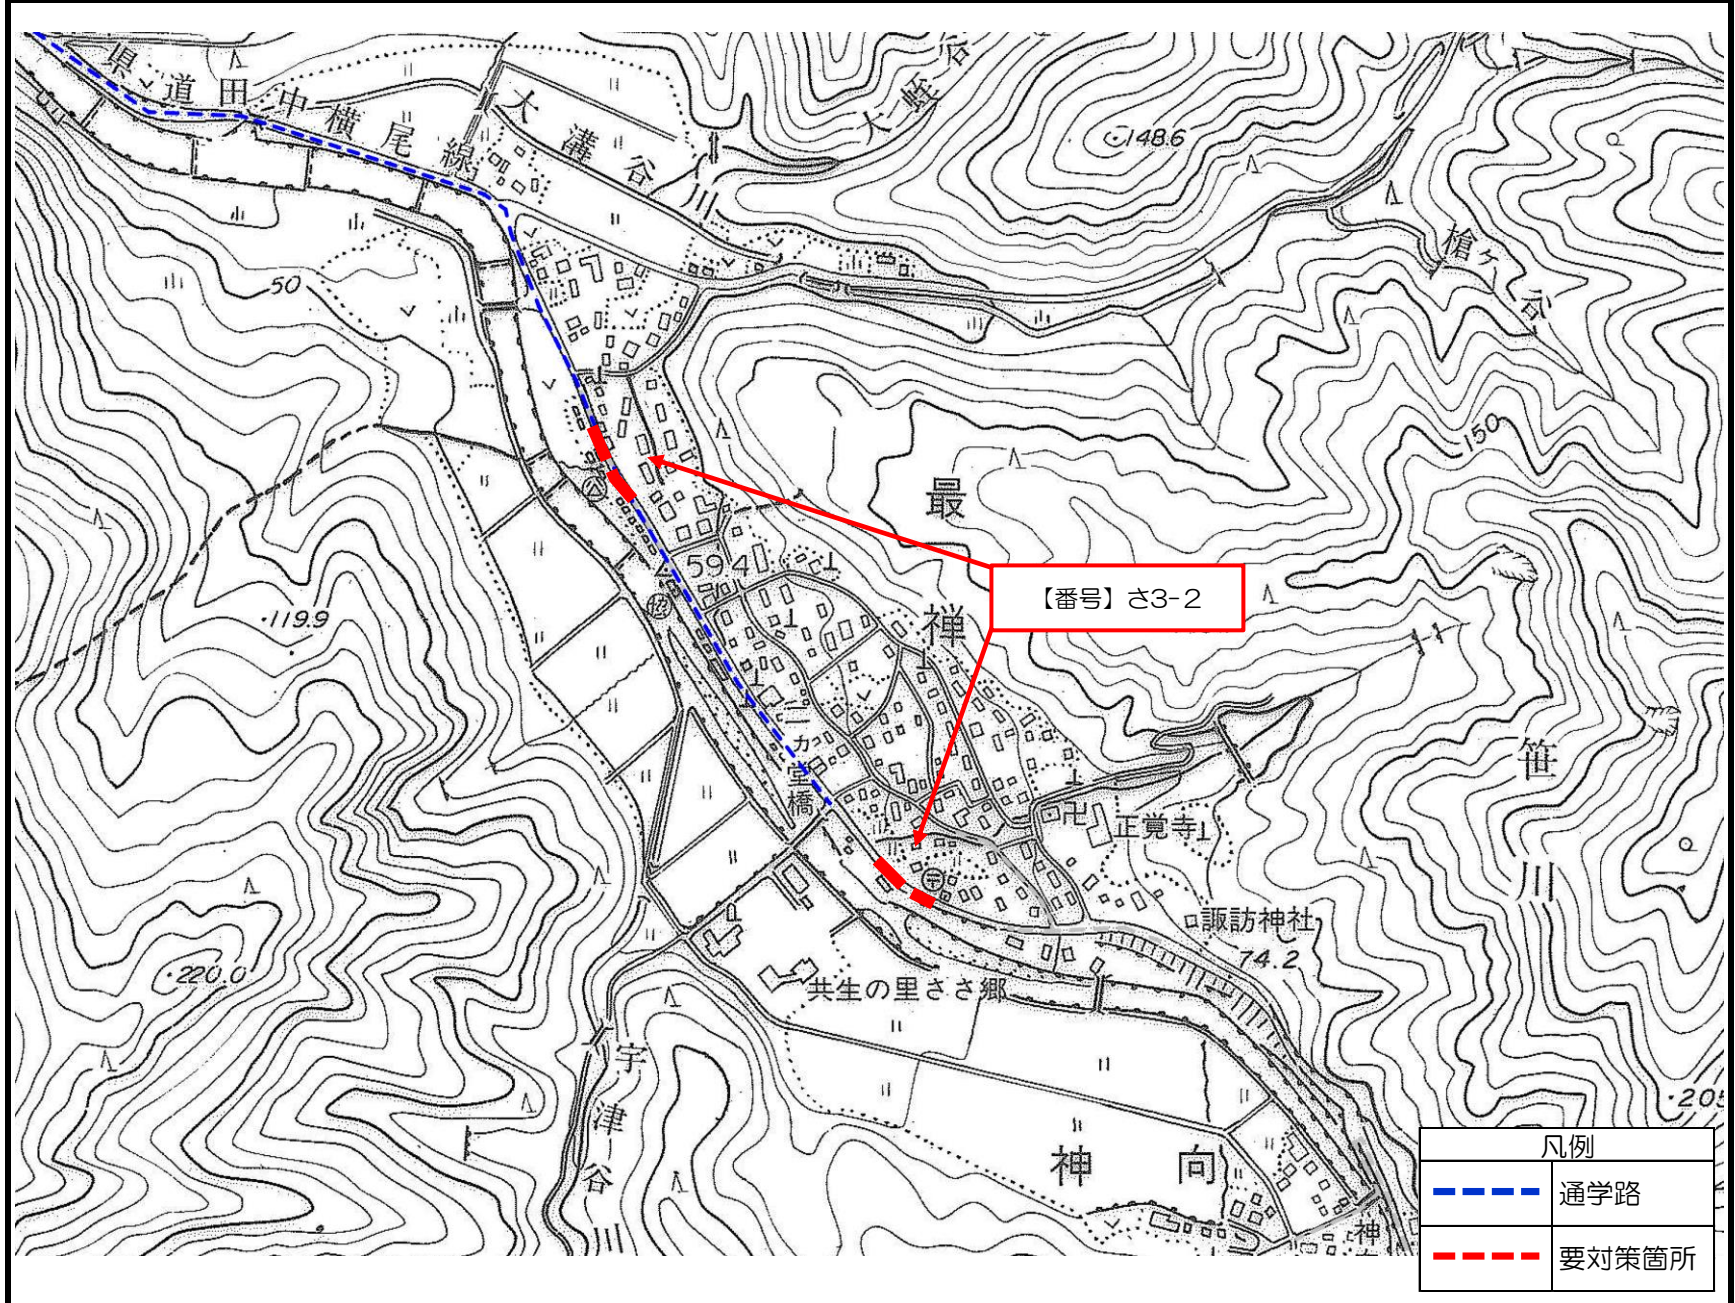 県道田中横尾線
大溝谷川
148.6
槍ケ谷
50
150
最
禅
【番号】さ3-2
594
119.9
協
二カ堂橋
卍
正覚寺
笹
川
〒
諏訪神社
74.2
220.0
共生の里ささ郷
宇津谷川
神向
205
神
凡例
通学路
要対策箇所